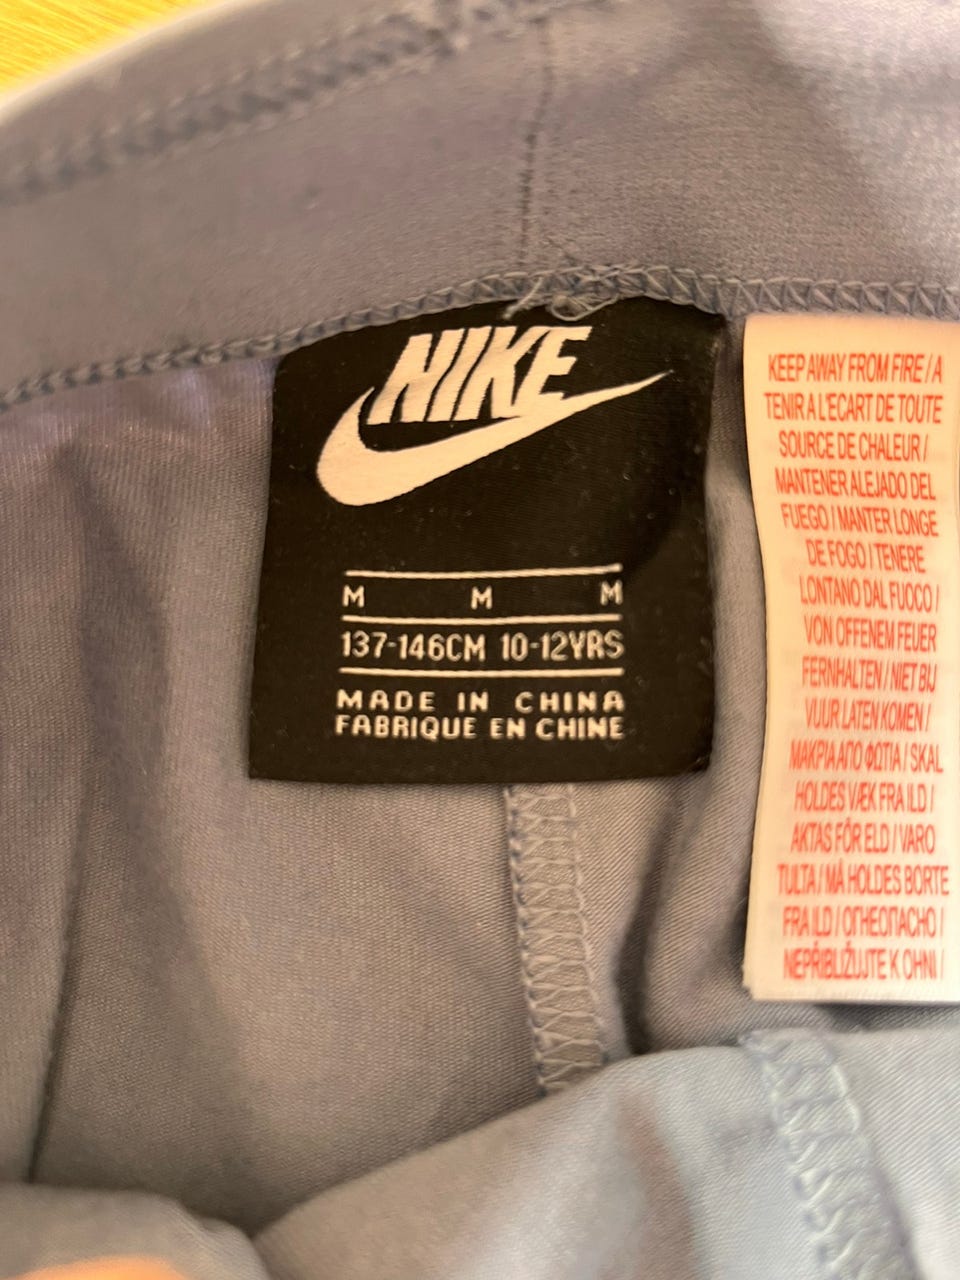 NIKE
M M M
137-146CM 10-12YRS
MADE IN CHINA
FABRIQUE EN CHINE
KEEP AWAY FROM FIRE / A
TENIR A L'ECART DE TOUTE
SOURCE DE CHALEUR /
MANTENER ALEJADO DEL
FUEGO / MANTER LONGE
DE FOGO / TENERE
LONTANO DAL FUOCO /
VON OFFENEM FEUER
FERNHALTEN / NIET BIJ
VUUR LATEN KOMEN /
ΜΑΚΡΙΑ ΑΠΟ ΦΩΤΙΑ / SKAL
HOLDES VÆK FRA ILD /
AKTAS FÖR ELD / VARO
TULTA / MÅ HOLDES BORTE
FRA ILD / ОГНЕОПАСНО /
NEPŘIBLIŽUJTE K OHNI /